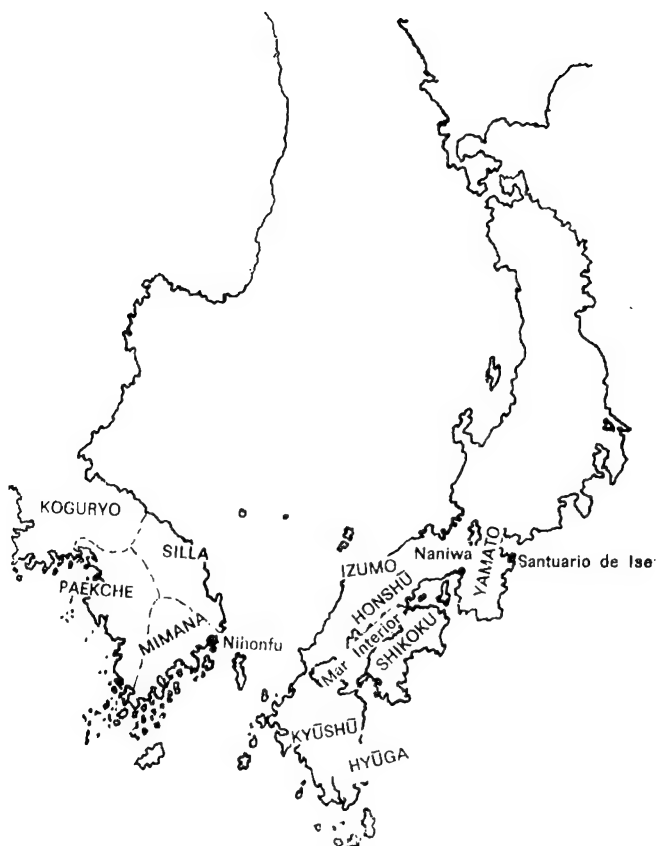 KOGURYO
SILLA
PAEKCHE
MIMANA
Nihonfu
IZUMO
Naniwa
YAMATO
Santuario de Ise
HONSHŪ
Mar Interior
SHIKOKU
KYŪSHŪ
HYŪGA